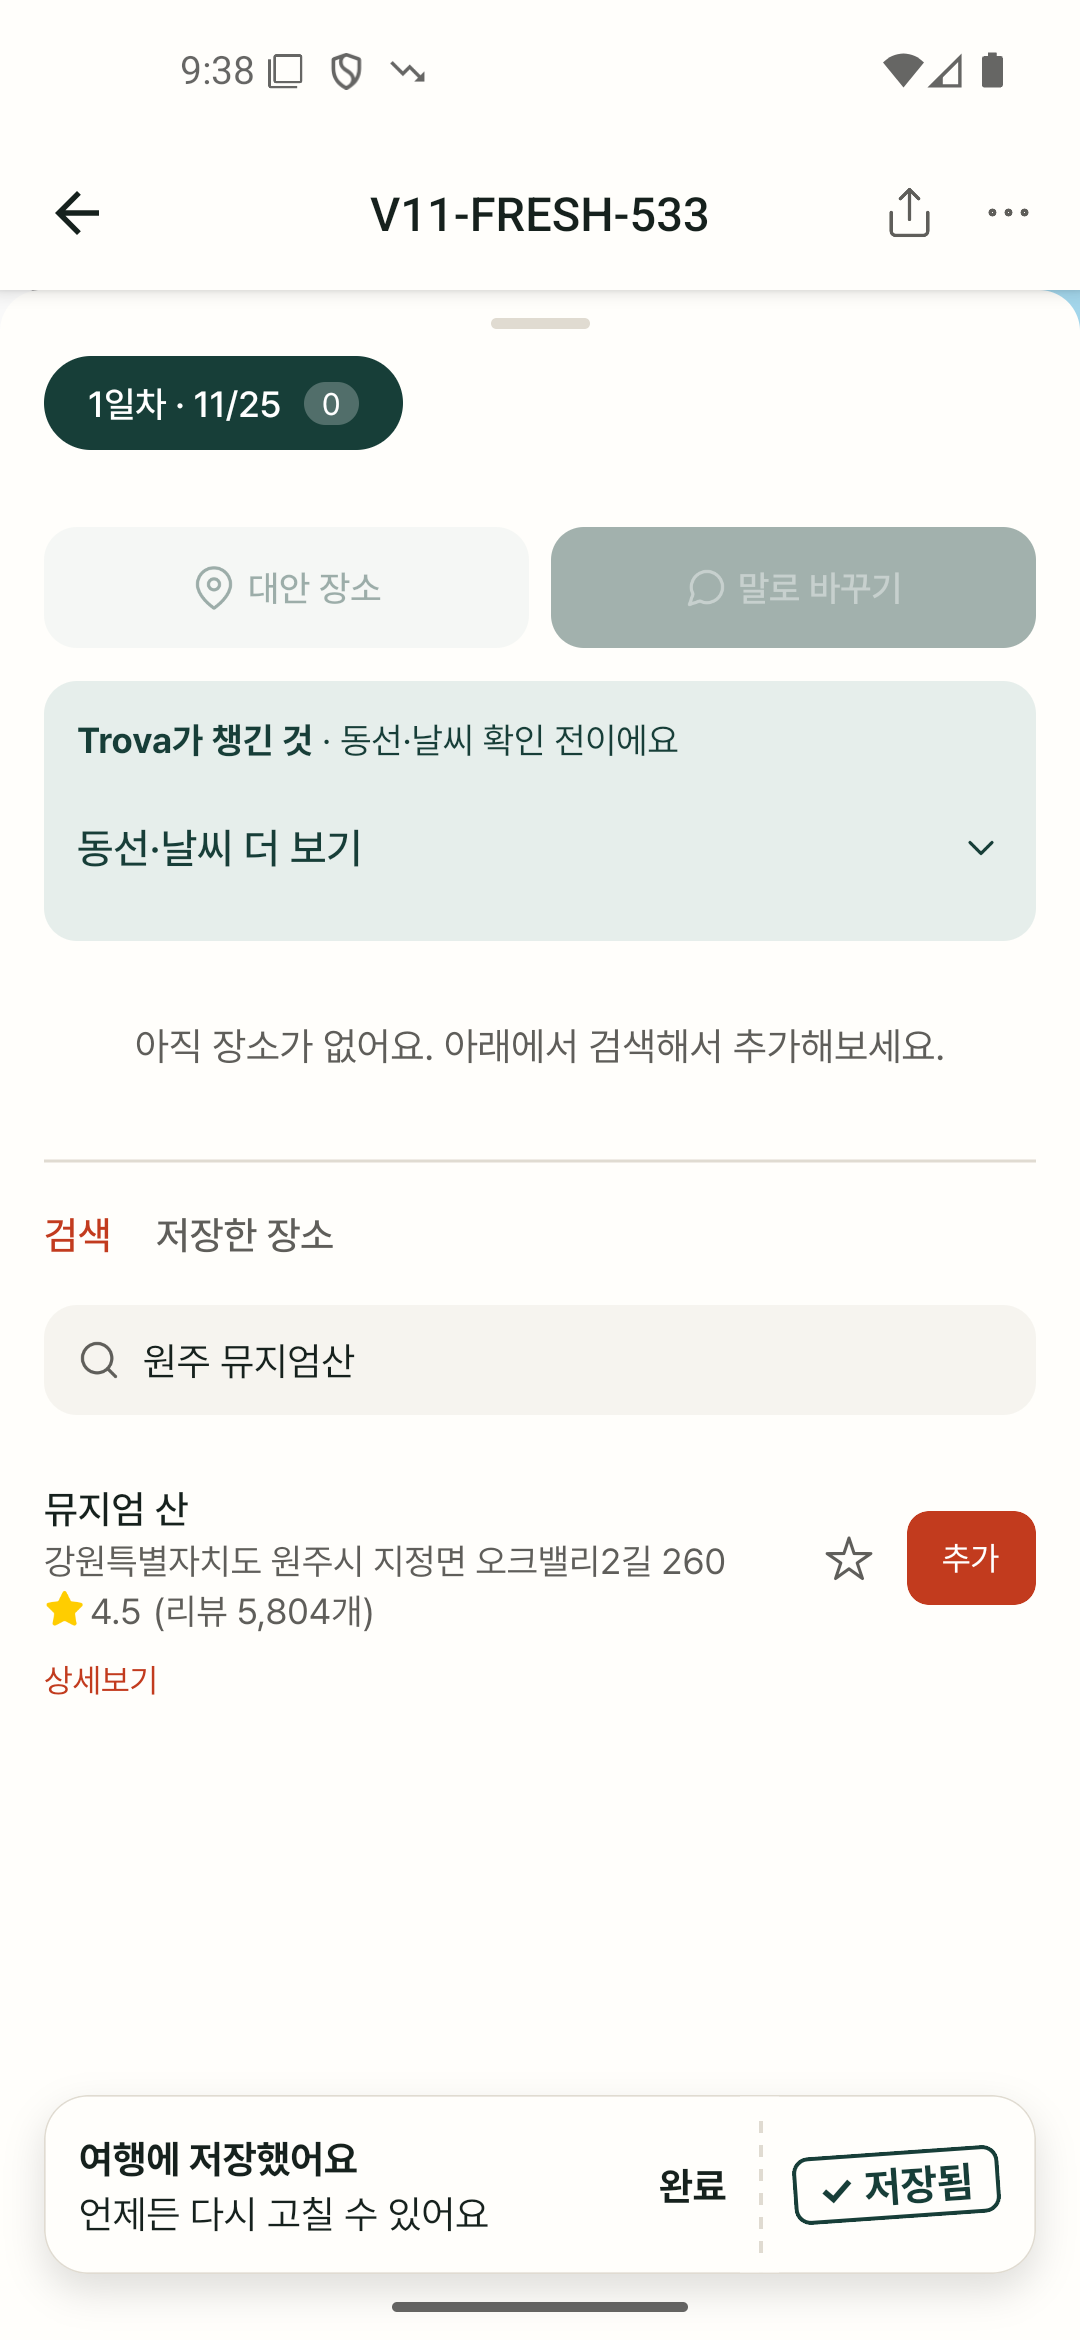 9:38
V11-FRESH-533
1일차 · 11/25 0
대안 장소
말로 바꾸기
Trova가 챙긴 것 · 동선·날씨 확인 전이에요
동선·날씨 더 보기
아직 장소가 없어요. 아래에서 검색해서 추가해보세요.
검색 저장한 장소
원주 뮤지엄산
뮤지엄 산
강원특별자치도 원주시 지정면 오크밸리2길 260
4.5 (리뷰 5,804개)
추가
상세보기
여행에 저장했어요
언제든 다시 고칠 수 있어요
완료
저장됨